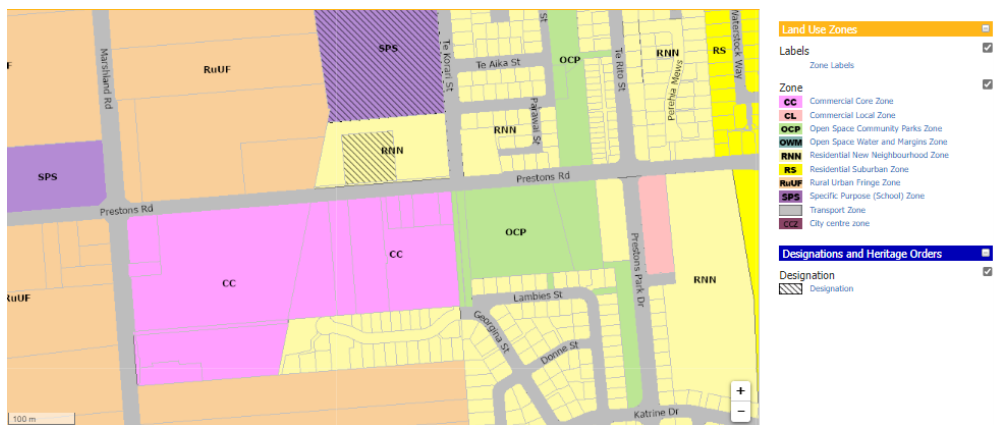 Marshland Rd
SPS
RuUF
F
SPS
Te Korari St
Te Aika St
St
OCP
Te Rito St
RNN
Perehia Mews
RS
Waterstock Way
RNN
Parawai St
RNN
Prestons Rd
Prestons Rd
CC
CC
OCP
Prestons Park Dr
RNN
RuUF
Lambies St
Georgina St
Donne St
Katrine Dr
100 m
+
−
Land Use Zones
Labels
Zone Labels
Zone
CC Commercial Core Zone
CL Commercial Local Zone
OCP Open Space Community Parks Zone
OWM Open Space Water and Margins Zone
RNN Residential New Neighbourhood Zone
RS Residential Suburban Zone
RuUF Rural Urban Fringe Zone
SPS Specific Purpose (School) Zone
Transport Zone
CCZ City centre zone
Designations and Heritage Orders
Designation
Designation